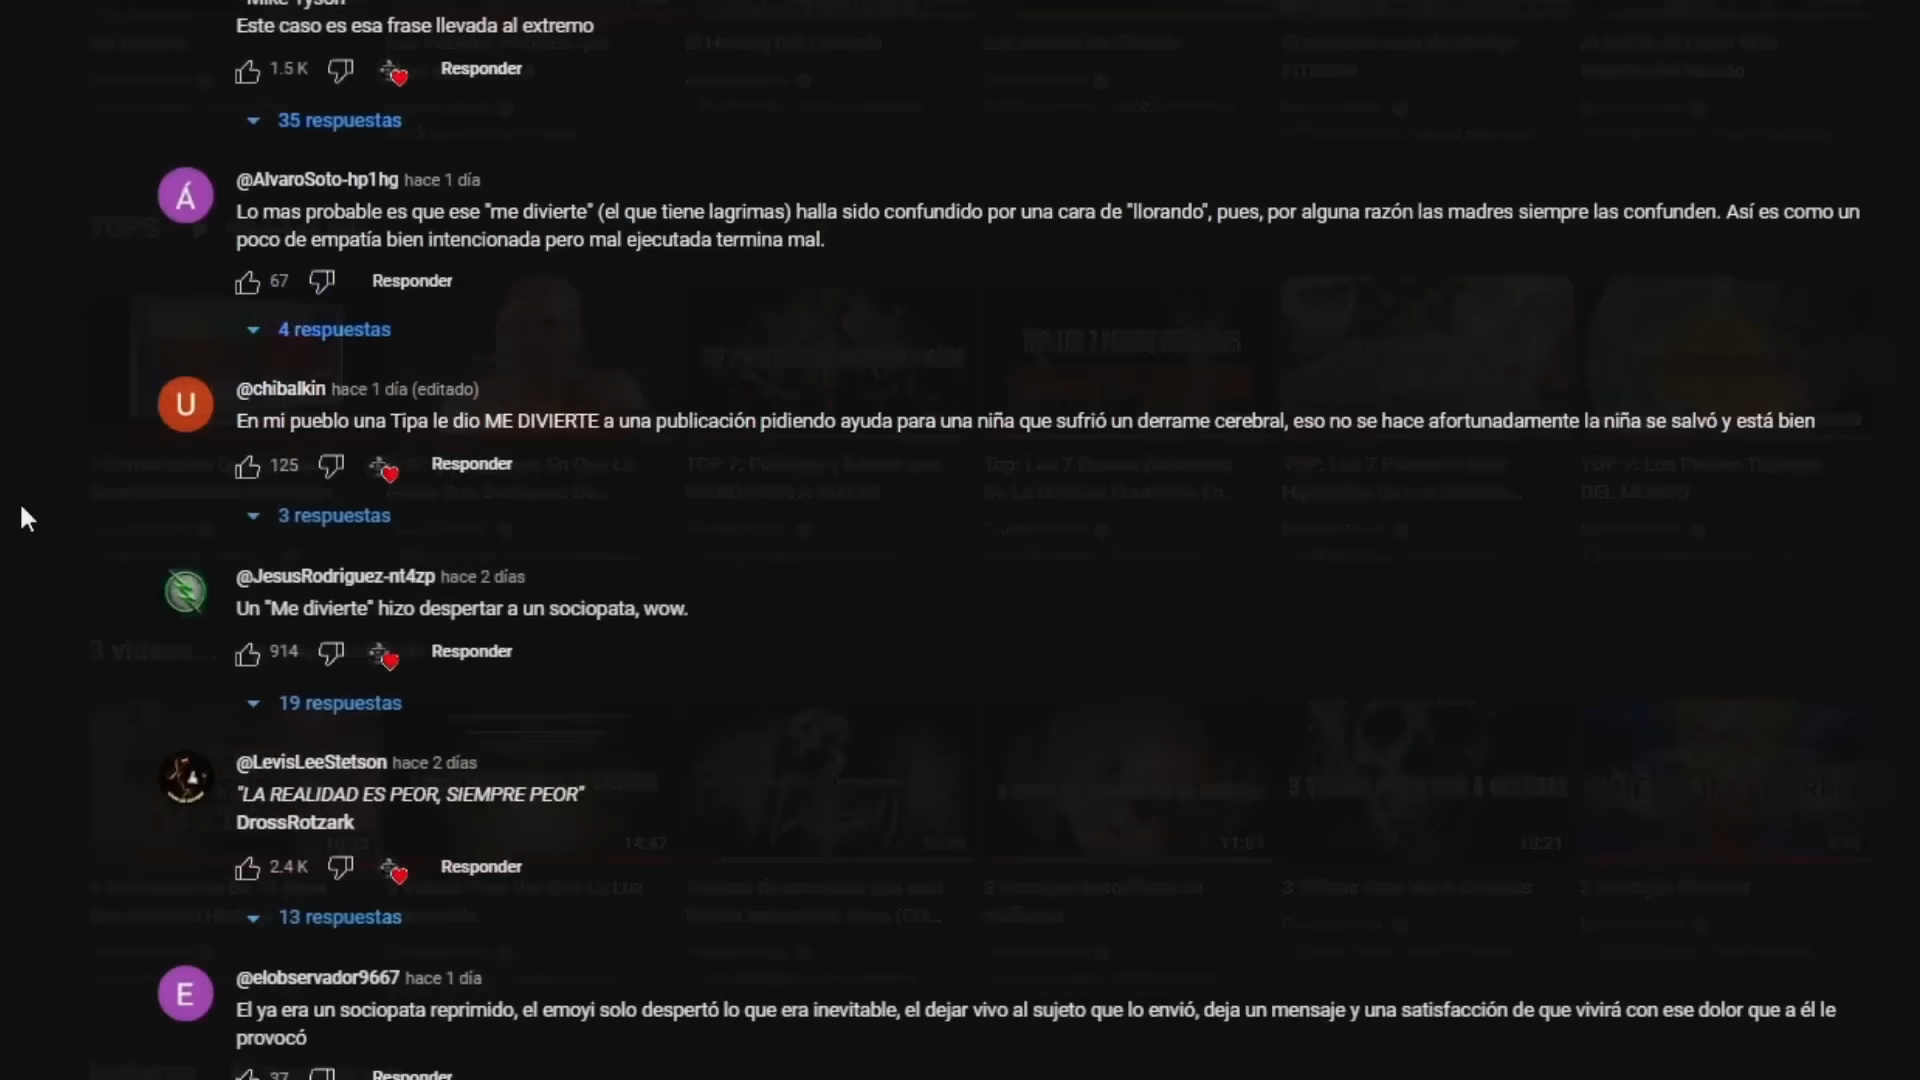 Mike Tyson
Este caso es esa frase llevada al extremo
1.5 K Responder
35 respuestas
Á
@AlvaroSoto-hp1hg hace 1 día
Lo mas probable es que ese "me divierte" (el que tiene lagrimas) halla sido confundido por una cara de "llorando", pues, por alguna razón las madres siempre las confunden. Así es como un
poco de empatía bien intencionada pero mal ejecutada termina mal.
67 Responder
4 respuestas
U
@chibalkin hace 1 día (editado)
En mi pueblo una Tipa le dio ME DIVIERTE a una publicación pidiendo ayuda para una niña que sufrió un derrame cerebral, eso no se hace afortunadamente la niña se salvó y está bien
125 Responder
3 respuestas
@JesusRodriguez-nt4zp hace 2 días
Un "Me divierte" hizo despertar a un sociopata, wow.
914 Responder
19 respuestas
@LevisLeeStetson hace 2 días
"LA REALIDAD ES PEOR, SIEMPRE PEOR"
DrossRotzark
2.4 K Responder
13 respuestas
E
@elobservador9667 hace 1 día
El ya era un sociopata reprimido, el emoyi solo despertó lo que era inevitable, el dejar vivo al sujeto que lo envió, deja un mensaje y una satisfacción de que vivirá con ese dolor que a él le
provocó
37 Responder